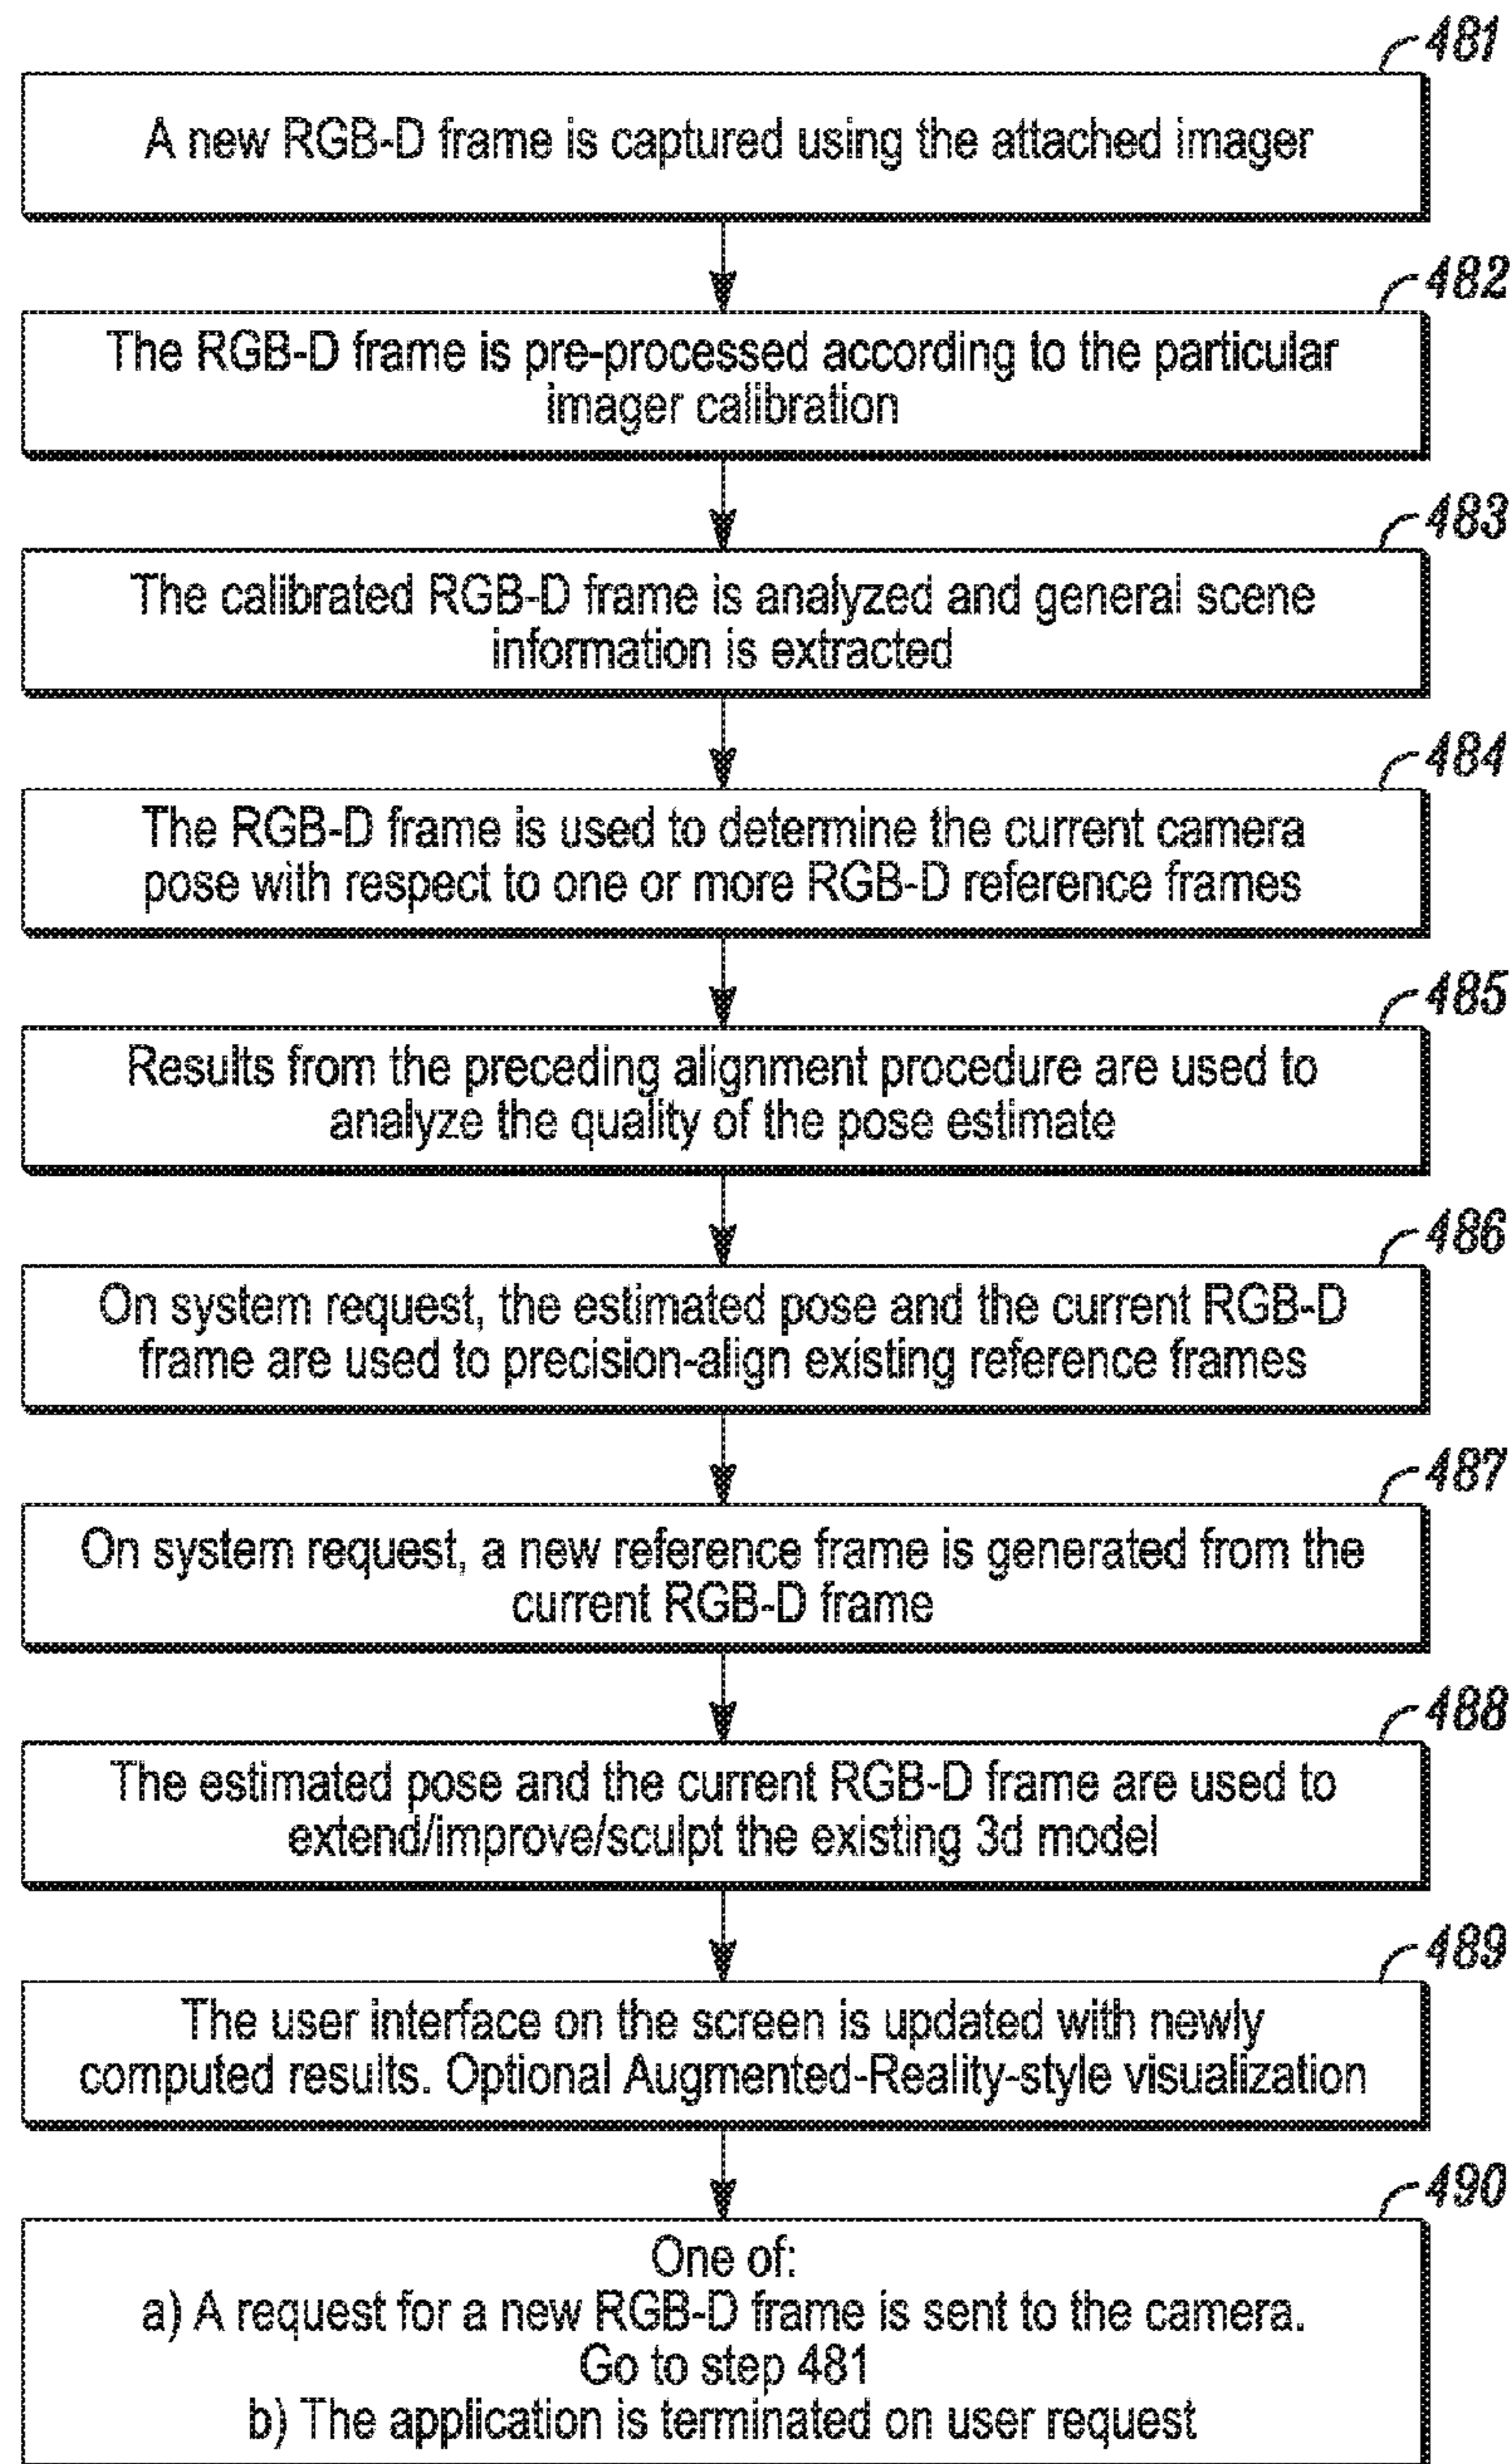 481
A new RGB-D frame is captured using the attached imager
482
The RGB-D frame is pre-processed according to the particular
imager calibration
483
The calibrated RGB-D frame is analyzed and general scene
information is extracted
484
The RGB-D frame is used to determine the current camera
pose with respect to one or more RGB-D reference frames
485
Results from the preceding alignment procedure are used to
analyze the quality of the pose estimate
486
On system request, the estimated pose and the current RGB-D
frame are used to precision-align existing reference frames
487
On system request, a new reference frame is generated from the
current RGB-D frame
488
The estimated pose and the current RGB-D frame are used to
extend/improve/sculpt the existing 3d model
489
The user interface on the screen is updated with newly
computed results. Optional Augmented-Reality-style visualization
490
One of:
a) A request for a new RGB-D frame is sent to the camera.
Go to step 481
b) The application is terminated on user request